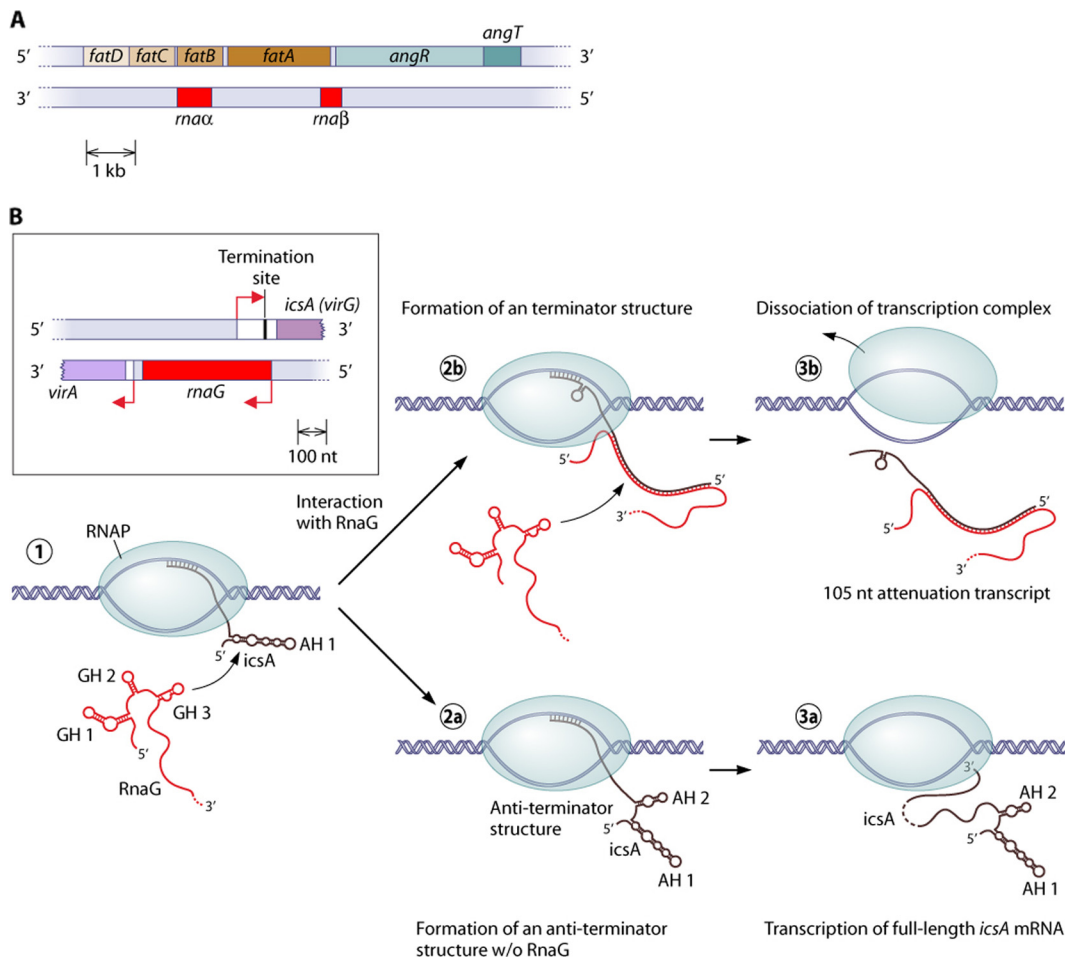 A
angT
5′ fatD fatC fatB fatA angR 3′
3′ 5′
rnaα rnaβ
1 kb
B
Termination
site
icsA (virG)
5′ 3′
3′ 5′
virA rnaG
100 nt
Interaction
with RnaG
1
RNAP
5′ icsA AH 1
GH 2
GH 3
GH 1
5′
RnaG
3′
Formation of an terminator structure
2b
5′
5′
3′
Dissociation of transcription complex
3b
5′
5′
3′
105 nt attenuation transcript
2a
Anti-terminator
structure
AH 2
5′
icsA
AH 1
Formation of an anti-terminator
structure w/o RnaG
3a
3′
icsA
AH 2
5′
AH 1
Transcription of full-length icsA mRNA